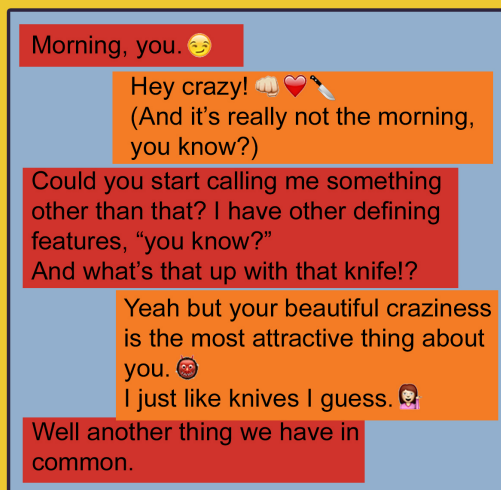 Morning, you.😏
Hey crazy! 👊🏻❤️🔪
(And it’s really not the morning,
you know?)
Could you start calling me something
other than that? I have other defining
features, “you know?”
And what’s that up with that knife!?
Yeah but your beautiful craziness
is the most attractive thing about
you. 👹
I just like knives I guess. 💁🏻
Well another thing we have in
common.